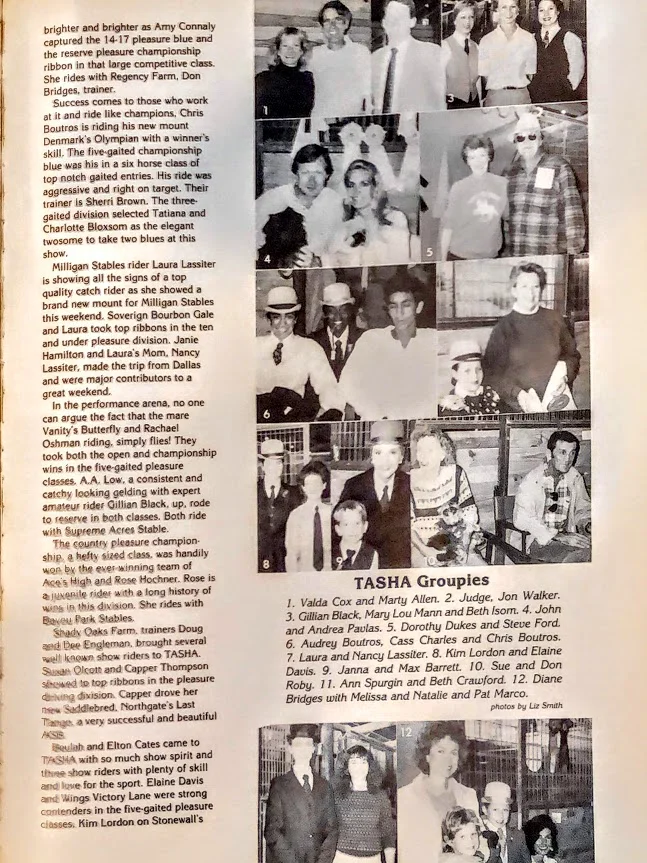 brighter and brighter as Amy Connaly
captured the 14-17 pleasure blue and
the reserve pleasure championship
ribbon in that large competitive class.
She rides with Regency Farm, Don
Bridges, trainer.
Success comes to those who work
at it and ride like champions, Chris
Boutros is riding his new mount
Denmark's Olympian with a winner's
skill. The five-gaited championship
blue was his in a six horse class of
top notch gaited entries. His ride was
aggressive and right on target. Their
trainer is Sherri Brown. The three-
gaited division selected Tatiana and
Charlotte Bloxsom as the elegant
twosome to take two blues at this
show.
Milligan Stables rider Laura Lassiter
is showing all the signs of a top
quality catch rider as she showed a
brand new mount for Milligan Stables
this weekend. Soverign Bourbon Gale
and Laura took top ribbons in the ten
and under pleasure division. Janie
Hamilton and Laura's Mom, Nancy
Lassiter, made the trip from Dallas
and were major contributors to a
great weekend.
In the performance arena, no one
can argue the fact that the mare
Vanity's Butterfly and Rachael
Oshman riding, simply flies! They
took both the open and championship
wins in the five-gaited pleasure
classes. A.A. Low, a consistent and
catchy looking gelding with expert
amateur rider Gillian Black, up, rode
to reserve in both classes. Both ride
with Supreme Acres Stable.
The country pleasure champion-
ship, a hefty sized class, was handily
won by the ever winning team of
Ace's High and Rose Hochner. Rose is
a juvenile rider with a long history of
wins in this division. She rides with
Bayou Park Stables.
Shady Oaks Farm, trainers Doug
and Dee Engleman, brought several
well known show riders to TASHA.
Susan Olcott and Capper Thompson
showed to top ribbons in the pleasure
driving division. Capper drove her
new Saddlebred, Northgate's Last
Tango, a very successful and beautiful
ASB.
Beulah and Elton Cates came to
TASHA with so much show spirit and
three show riders with plenty of skill
and love for the sport. Elaine Davis
and Wings Victory Lane were strong
contenders in the five-gaited pleasure
classes. Kim Lordon on Stonewall's
1
3
4
5
6
8
9
12
TASHA Groupies
1. Valda Cox and Marty Allen. 2. Judge, Jon Walker.
3. Gillian Black, Mary Lou Mann and Beth Isom. 4. John
and Andrea Pavlas. 5. Dorothy Dukes and Steve Ford.
6. Audrey Boutros, Cass Charles and Chris Boutros.
7. Laura and Nancy Lassiter. 8. Kim Lordon and Elaine
Davis. 9. Janna and Max Barrett. 10. Sue and Don
Roby. 11. Ann Spurgin and Beth Crawford. 12. Diane
Bridges with Melissa and Natalie and Pat Marco.
photos by Liz Smith